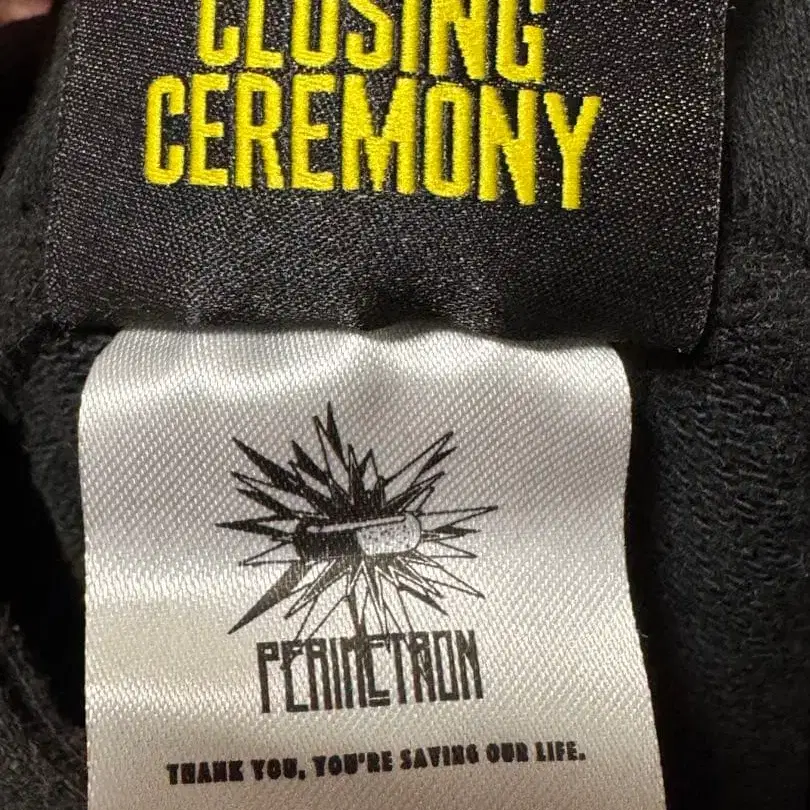 CLOSING
CEREMONY
PERIMETRON
THANK YOU, YOU'RE SAVING OUR LIFE.